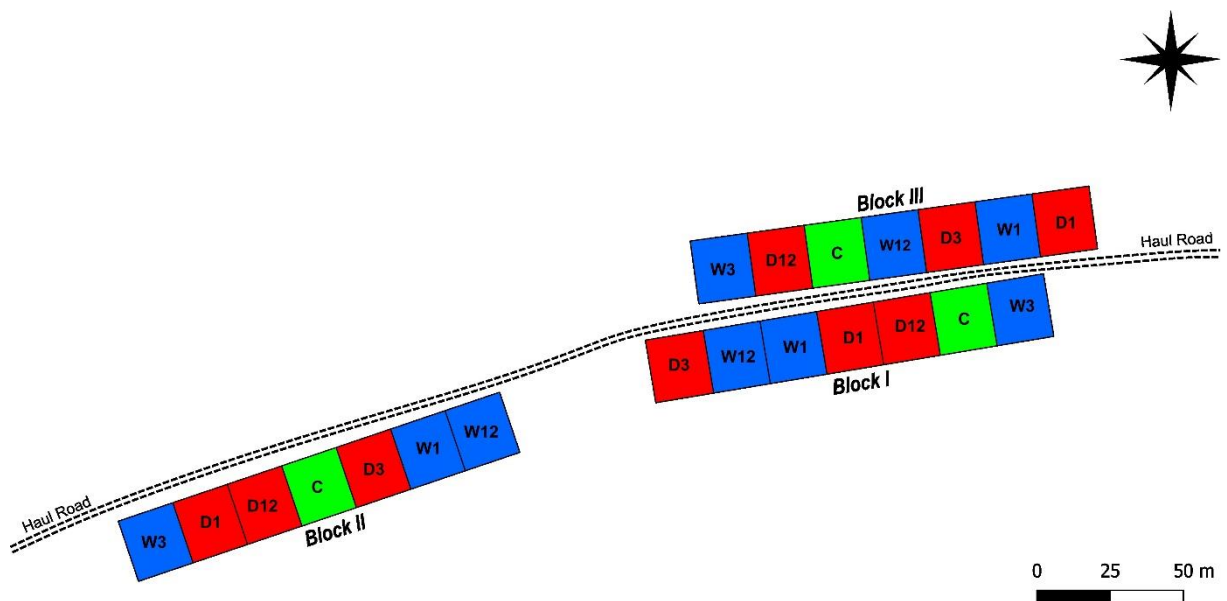 Block III
W3 D12 C W12 D3 W1 D1
Haul Road
D3 W12 W1 D1 D12 C W3
Block I
W3 D1 D12 C D3 W1 W12
Haul Road
Block II
0 25 50 m